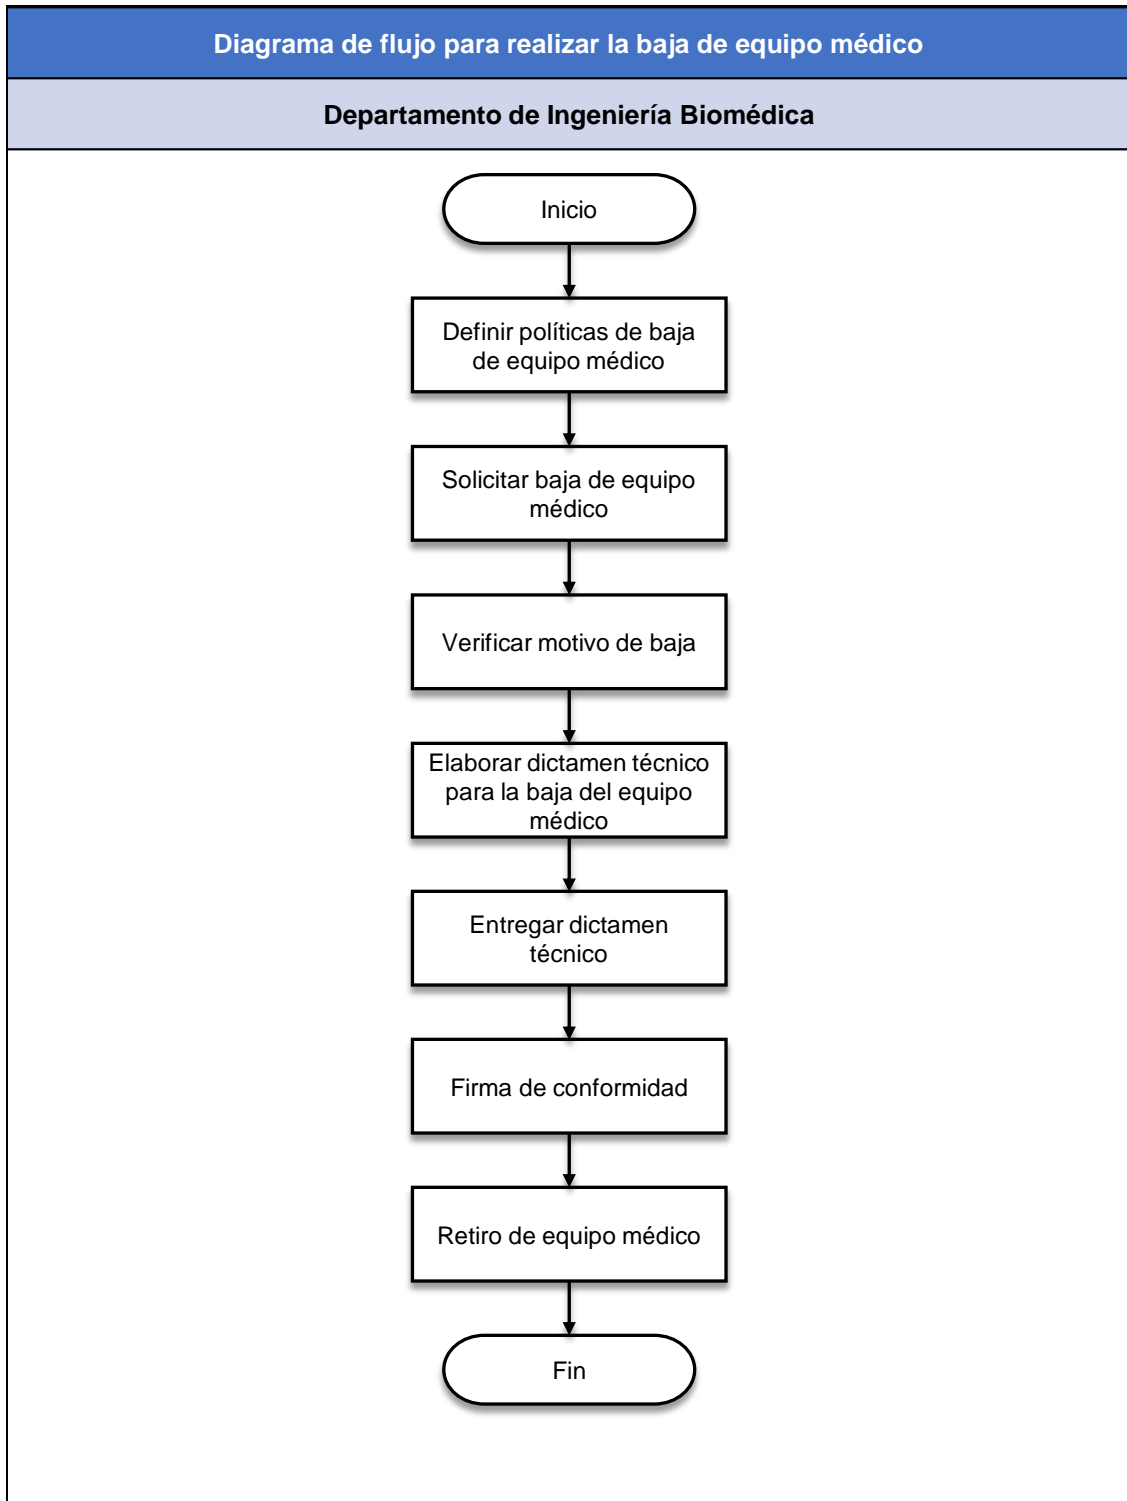 Diagrama de flujo para realizar la baja de equipo médico
Departamento de Ingeniería Biomédica
Inicio
Definir políticas de baja
de equipo médico
Solicitar baja de equipo
médico
Verificar motivo de baja
Elaborar dictamen técnico
para la baja del equipo
médico
Entregar dictamen
técnico
Firma de conformidad
Retiro de equipo médico
Fin